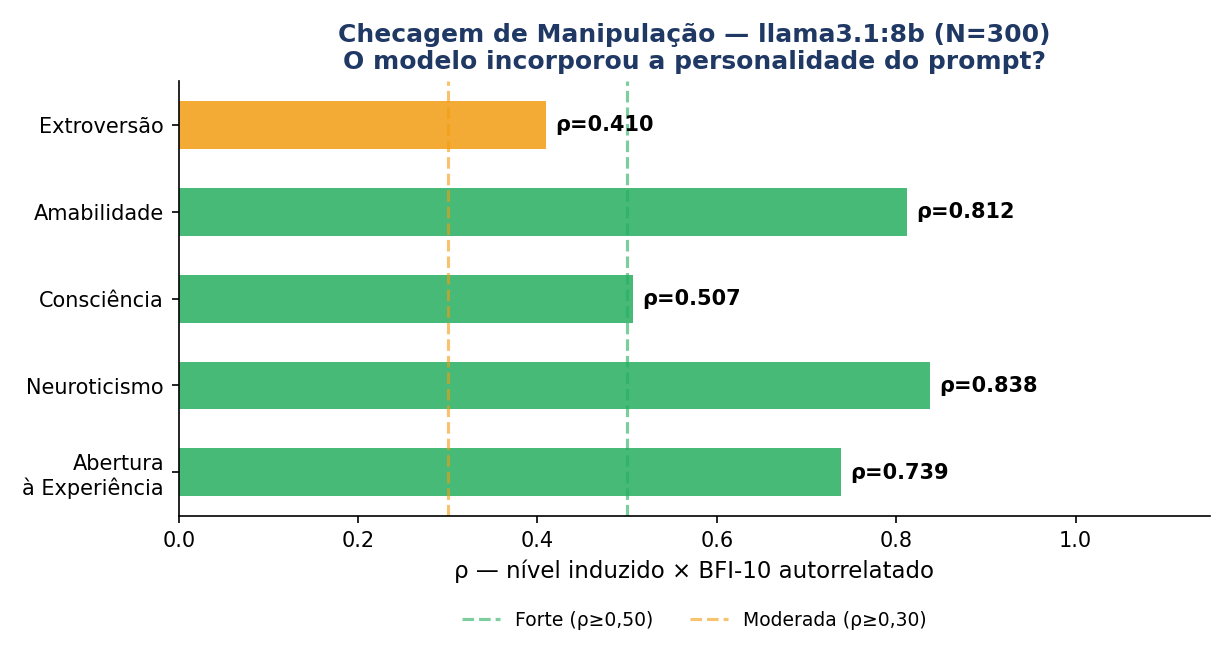 Checagem de Manipulação — llama3.1:8b (N=300)
O modelo incorporou a personalidade do prompt?
Extroversão
ρ=0.410
Amabilidade
ρ=0.812
Consciência
ρ=0.507
Neuroticismo
ρ=0.838
Abertura
à Experiência
ρ=0.739
0.0 0.2 0.4 0.6 0.8 1.0
ρ — nível induzido × BFI-10 autorrelatado
Forte (ρ≥0,50) Moderada (ρ≥0,30)